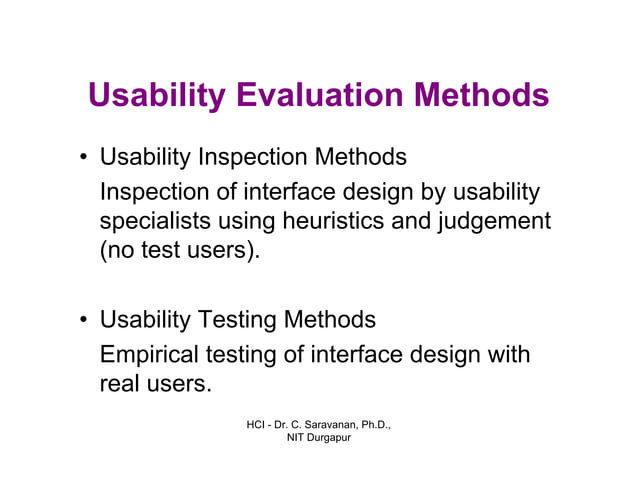 Usability Evaluation Methods
• Usability Inspection Methods
Inspection of interface design by usability
specialists using heuristics and judgement
(no test users).
• Usability Testing Methods
Empirical testing of interface design with
real users.
HCI - Dr. C. Saravanan, Ph.D.,
NIT Durgapur